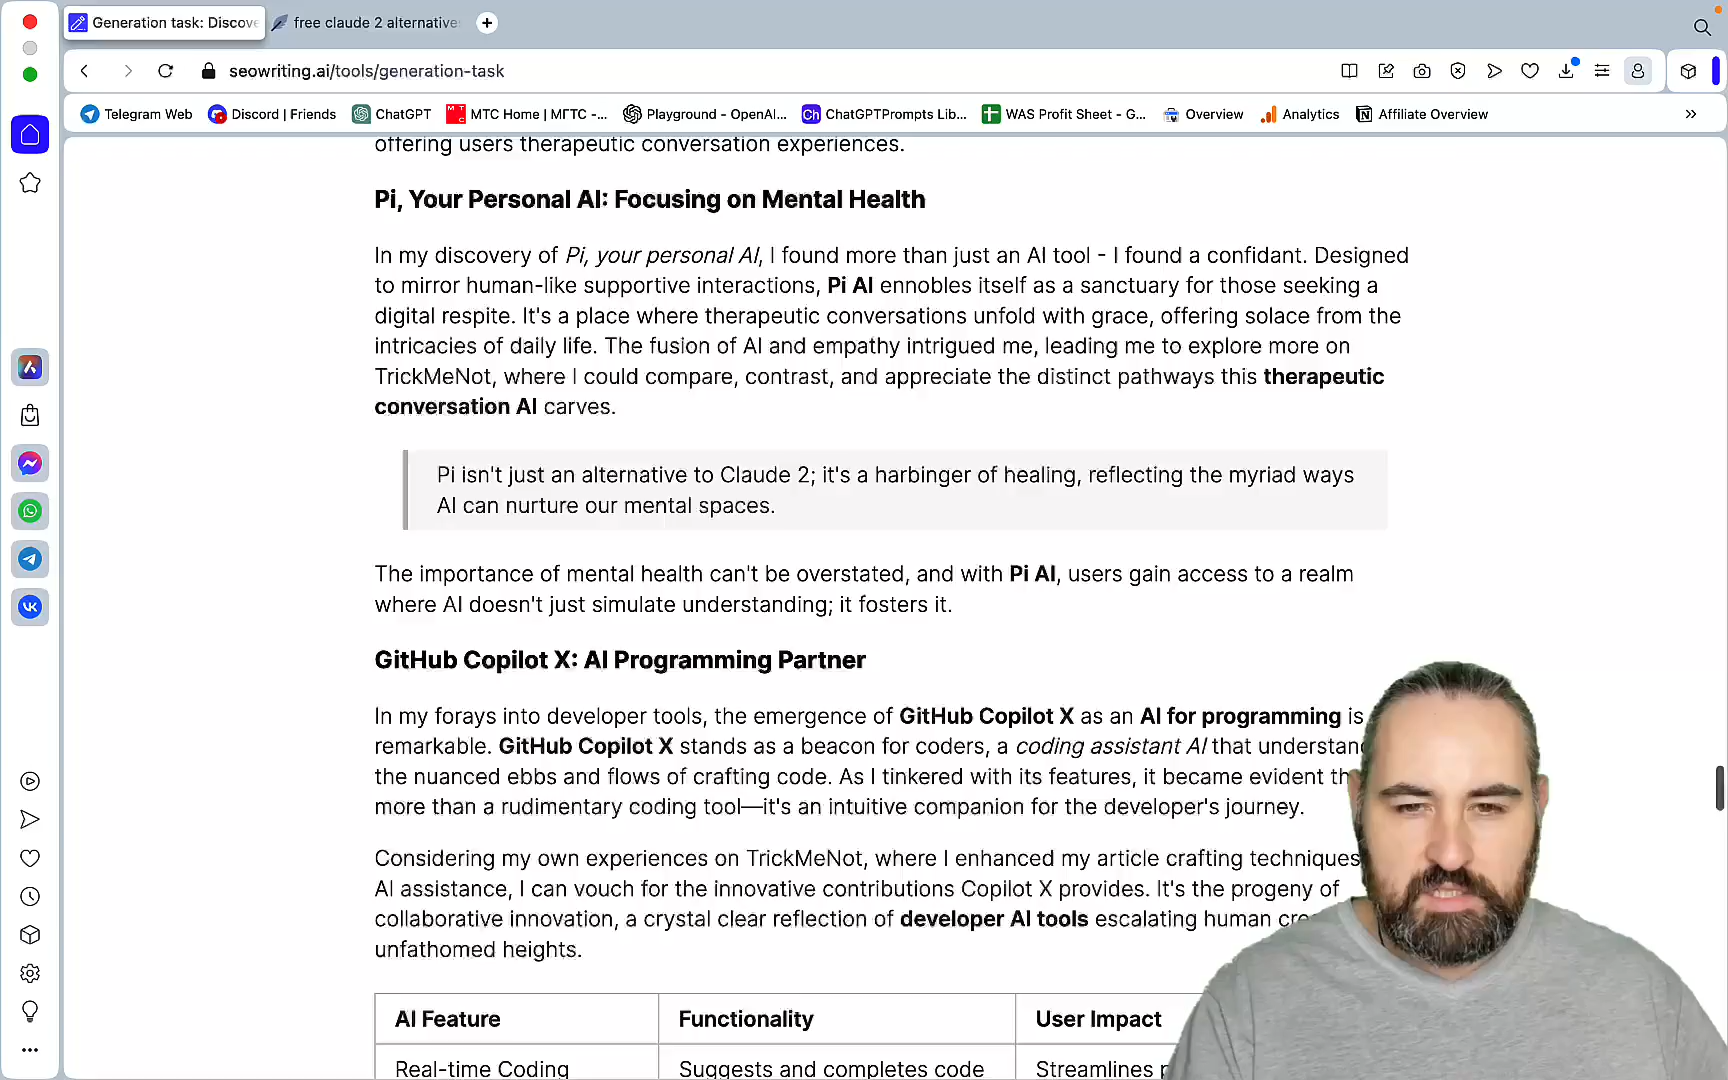 Generation task: Discove
free claude 2 alternative
seowriting.ai/tools/generation-task
Telegram Web
Discord | Friends
ChatGPT
MTC Home | МГТС -...
Playground - OpenAI...
Ch
ChatGPTPrompts Lib...
WAS Profit Sheet - G...
Overview
Analytics
Affiliate Overview
offering users therapeutic conversation experiences.
Pi, Your Personal AI: Focusing on Mental Health
In my discovery of Pi, your personal AI, I found more than just an AI tool - I found a confidant. Designed
to mirror human-like supportive interactions, Pi AI ennobles itself as a sanctuary for those seeking a
digital respite. It's a place where therapeutic conversations unfold with grace, offering solace from the
intricacies of daily life. The fusion of AI and empathy intrigued me, leading me to explore more on
TrickMeNot, where I could compare, contrast, and appreciate the distinct pathways this therapeutic
conversation AI carves.
Pi isn't just an alternative to Claude 2; it's a harbinger of healing, reflecting the myriad ways
AI can nurture our mental spaces.
The importance of mental health can't be overstated, and with Pi AI, users gain access to a realm
where AI doesn't just simulate understanding; it fosters it.
GitHub Copilot X: AI Programming Partner
In my forays into developer tools, the emergence of GitHub Copilot X as an AI for programming is
remarkable. GitHub Copilot X stands as a beacon for coders, a coding assistant AI that understan
the nuanced ebbs and flows of crafting code. As I tinkered with its features, it became evident th
more than a rudimentary coding tool—it's an intuitive companion for the developer's journey.
Considering my own experiences on TrickMeNot, where I enhanced my article crafting techniques
AI assistance, I can vouch for the innovative contributions Copilot X provides. It's the progeny of
collaborative innovation, a crystal clear reflection of developer AI tools escalating human cre
unfathomed heights.
AI Feature
Functionality
User Impact
Real-time Coding
Suggests and completes code
Streamlines p